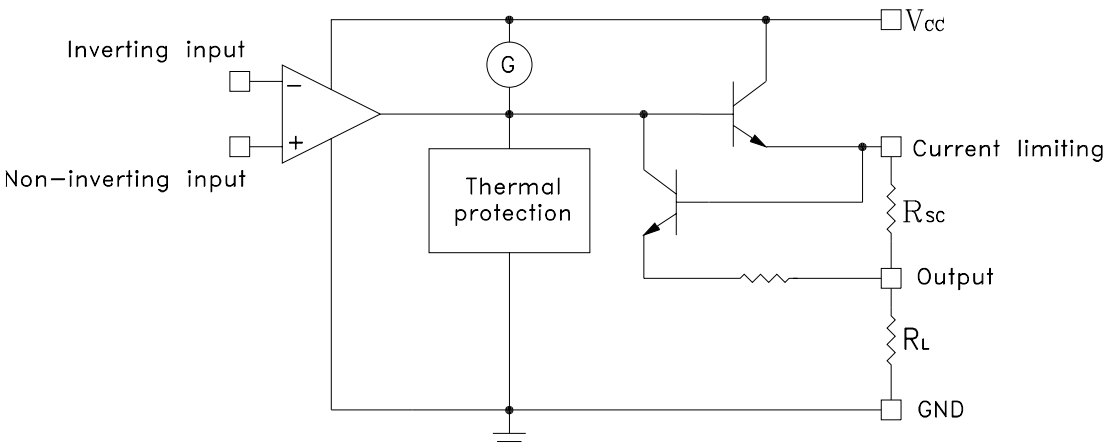 Vcc
Inverting input
G
−
+
Current limiting
Non-inverting input
Thermal
protection
Rsc
Output
RL
GND